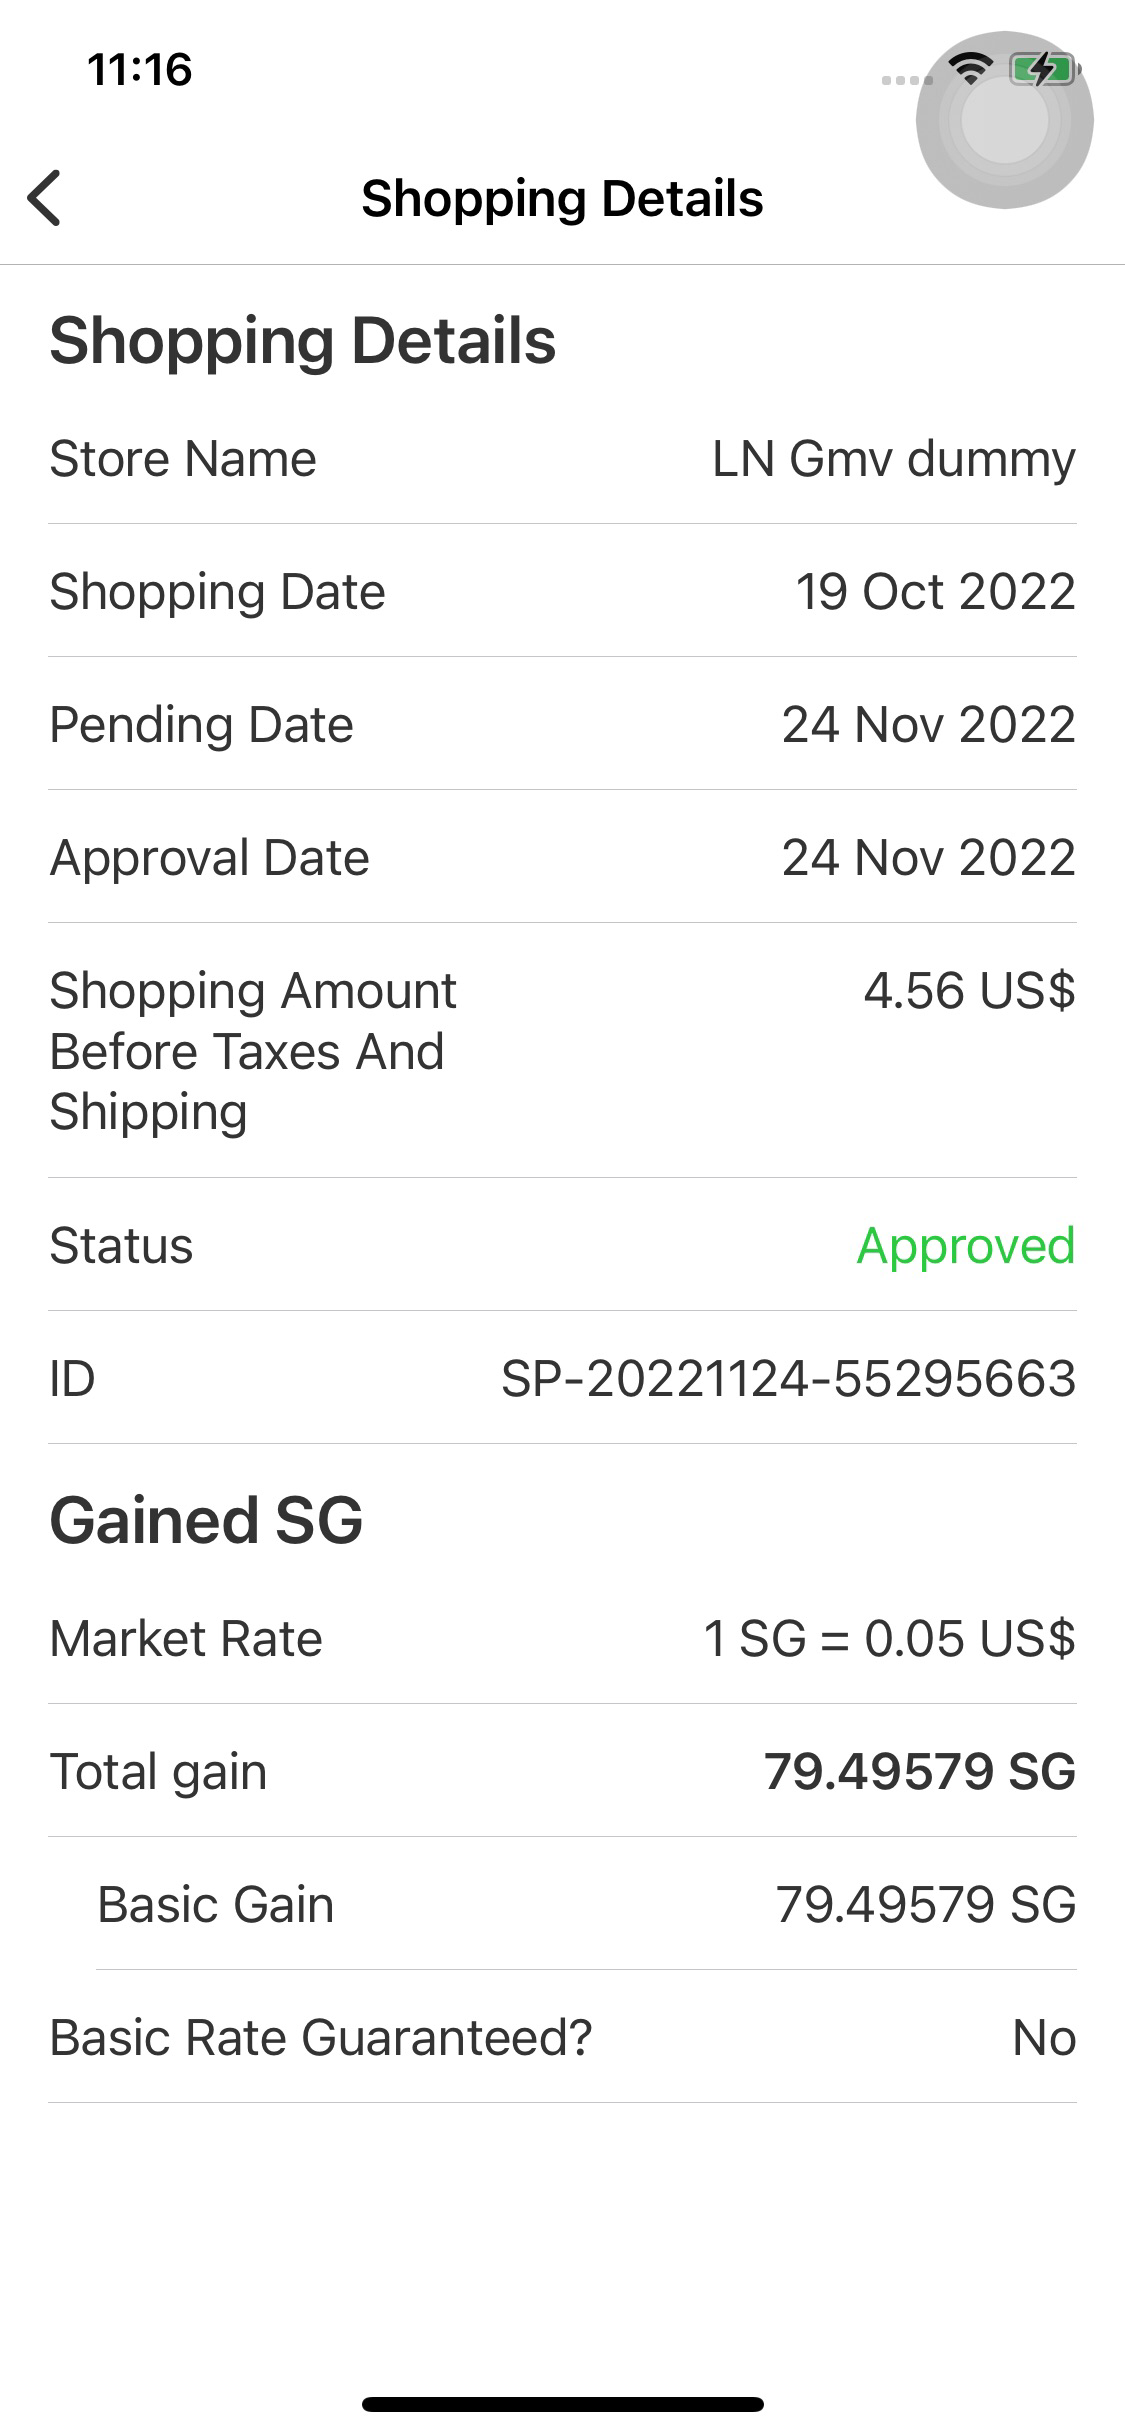 11:16
Shopping Details
Shopping Details
Store Name LN Gmv dummy
Shopping Date 19 Oct 2022
Pending Date 24 Nov 2022
Approval Date 24 Nov 2022
Shopping Amount 4.56 US$
Before Taxes And
Shipping
Status Approved
ID SP-20221124-55295663
Gained SG
Market Rate 1 SG = 0.05 US$
Total gain 79.49579 SG
Basic Gain 79.49579 SG
Basic Rate Guaranteed? No